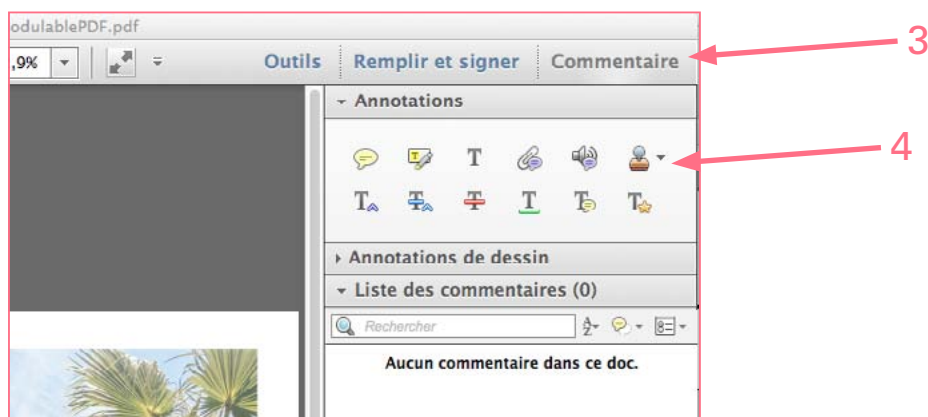 odulablePDF.pdf
,9%
Outils Remplir et signer Commentaire
3
Annotations
4
Annotations de dessin
Liste des commentaires (0)
Rechercher
Aucun commentaire dans ce doc.